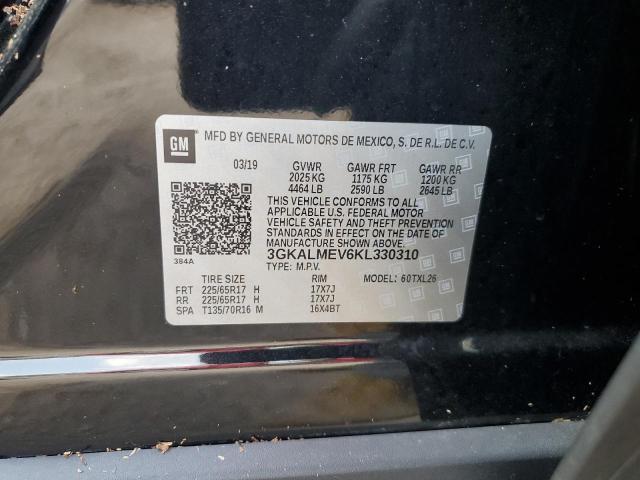 GM MFD BY GENERAL MOTORS DE MEXICO, S. DE R.L. DE C.V.
03/19 GVWR GAWR FRT GAWR RR
2025 KG 1175 KG 1200 KG
4464 LB 2590 LB 2645 LB
THIS VEHICLE CONFORMS TO ALL
APPLICABLE U.S. FEDERAL MOTOR
VEHICLE SAFETY AND THEFT PREVENTION
STANDARDS IN EFFECT ON THE DATE OF
MANUFACTURE SHOWN ABOVE.
384A 3GKALMEV6KL330310
TYPE: M.P.V.
TIRE SIZE RIM MODEL: 60TXL26
FRT 225/65R17 H 17X7J
RR 225/65R17 H 17X7J
SPA T135/70R16 M 16X4BT